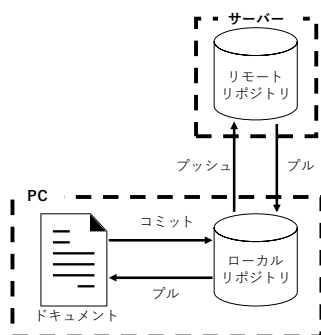 サーバー
リモート
リポジトリ
プッシュ
プル
PC
コミット
ローカル
リポジトリ
プル
ドキュメント